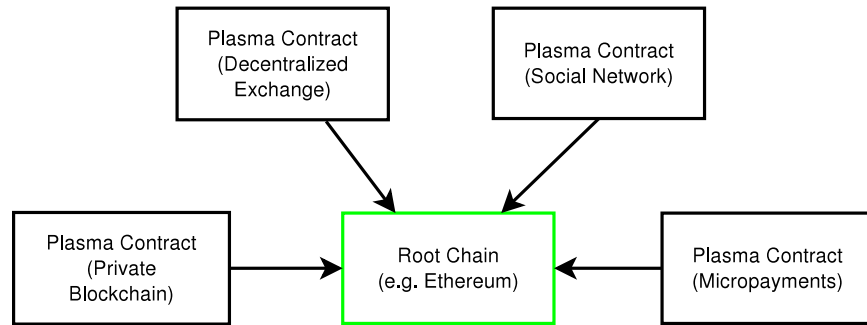 Plasma Contract
(Decentralized
Exchange)
Plasma Contract
(Social Network)
Plasma Contract
(Private
Blockchain)
Root Chain
(e.g. Ethereum)
Plasma Contract
(Micropayments)